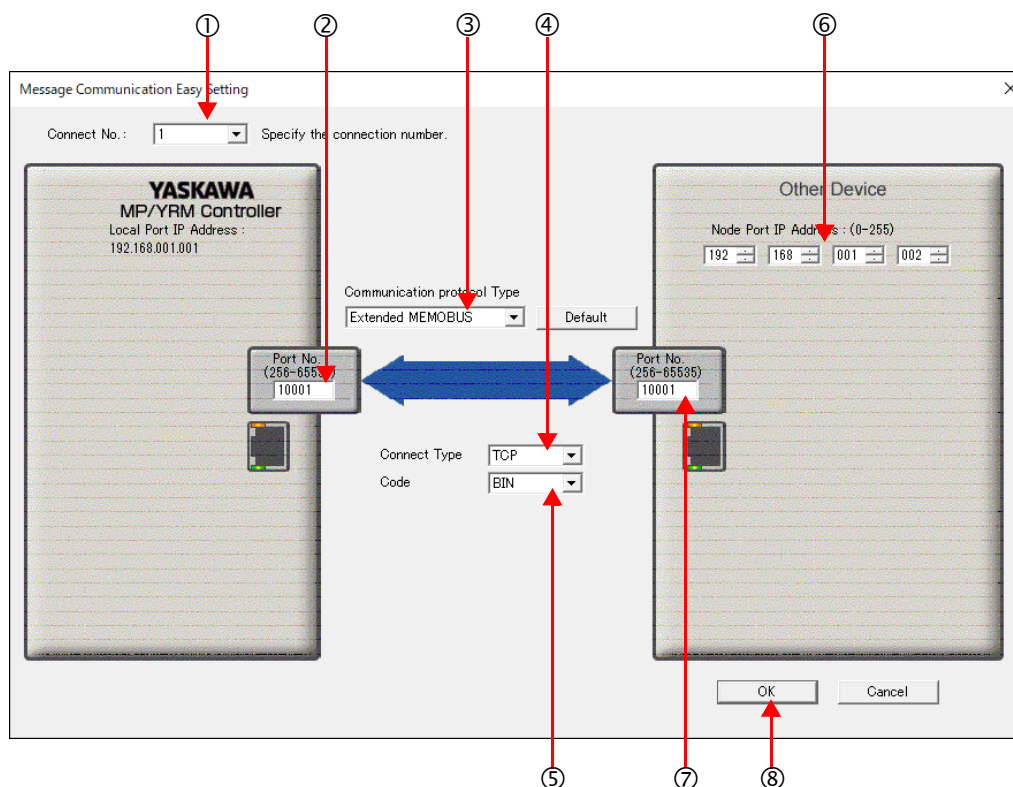 ① ② ③ ④ ⑥
Message Communication Easy Setting
Connect No.: 1 Specify the connection number.
YASKAWA
MP/YRM Controller
Local Port IP Address :
192.168.001.001
Other Device
Node Port IP Address : (0-255)
192 168 001 002
Communication protocol Type
Extended MEMOBUS Default
Port No.
(256-65535)
10001
Port No.
(256-65535)
10001
Connect Type TCP
Code BIN
OK Cancel
⑤ ⑦ ⑧